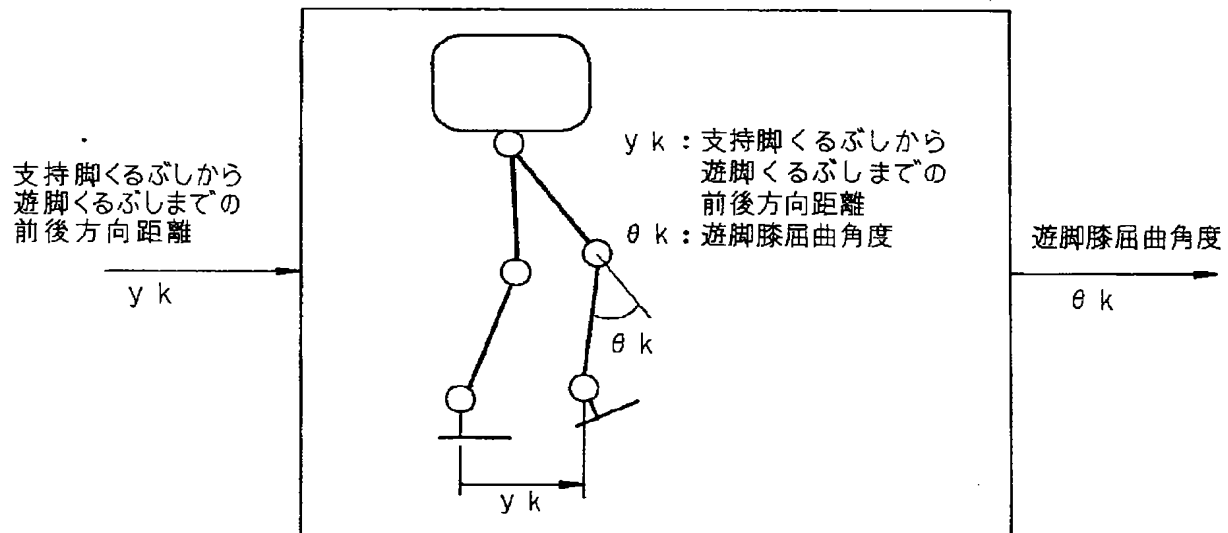 支持脚くるぶしから
遊脚くるぶしまでの
前後方向距離
y k
y k : 支持脚くるぶしから
遊脚くるぶしまでの
前後方向距離
θ k : 遊脚膝屈曲角度
θ k
y k
遊脚膝屈曲角度
θ k